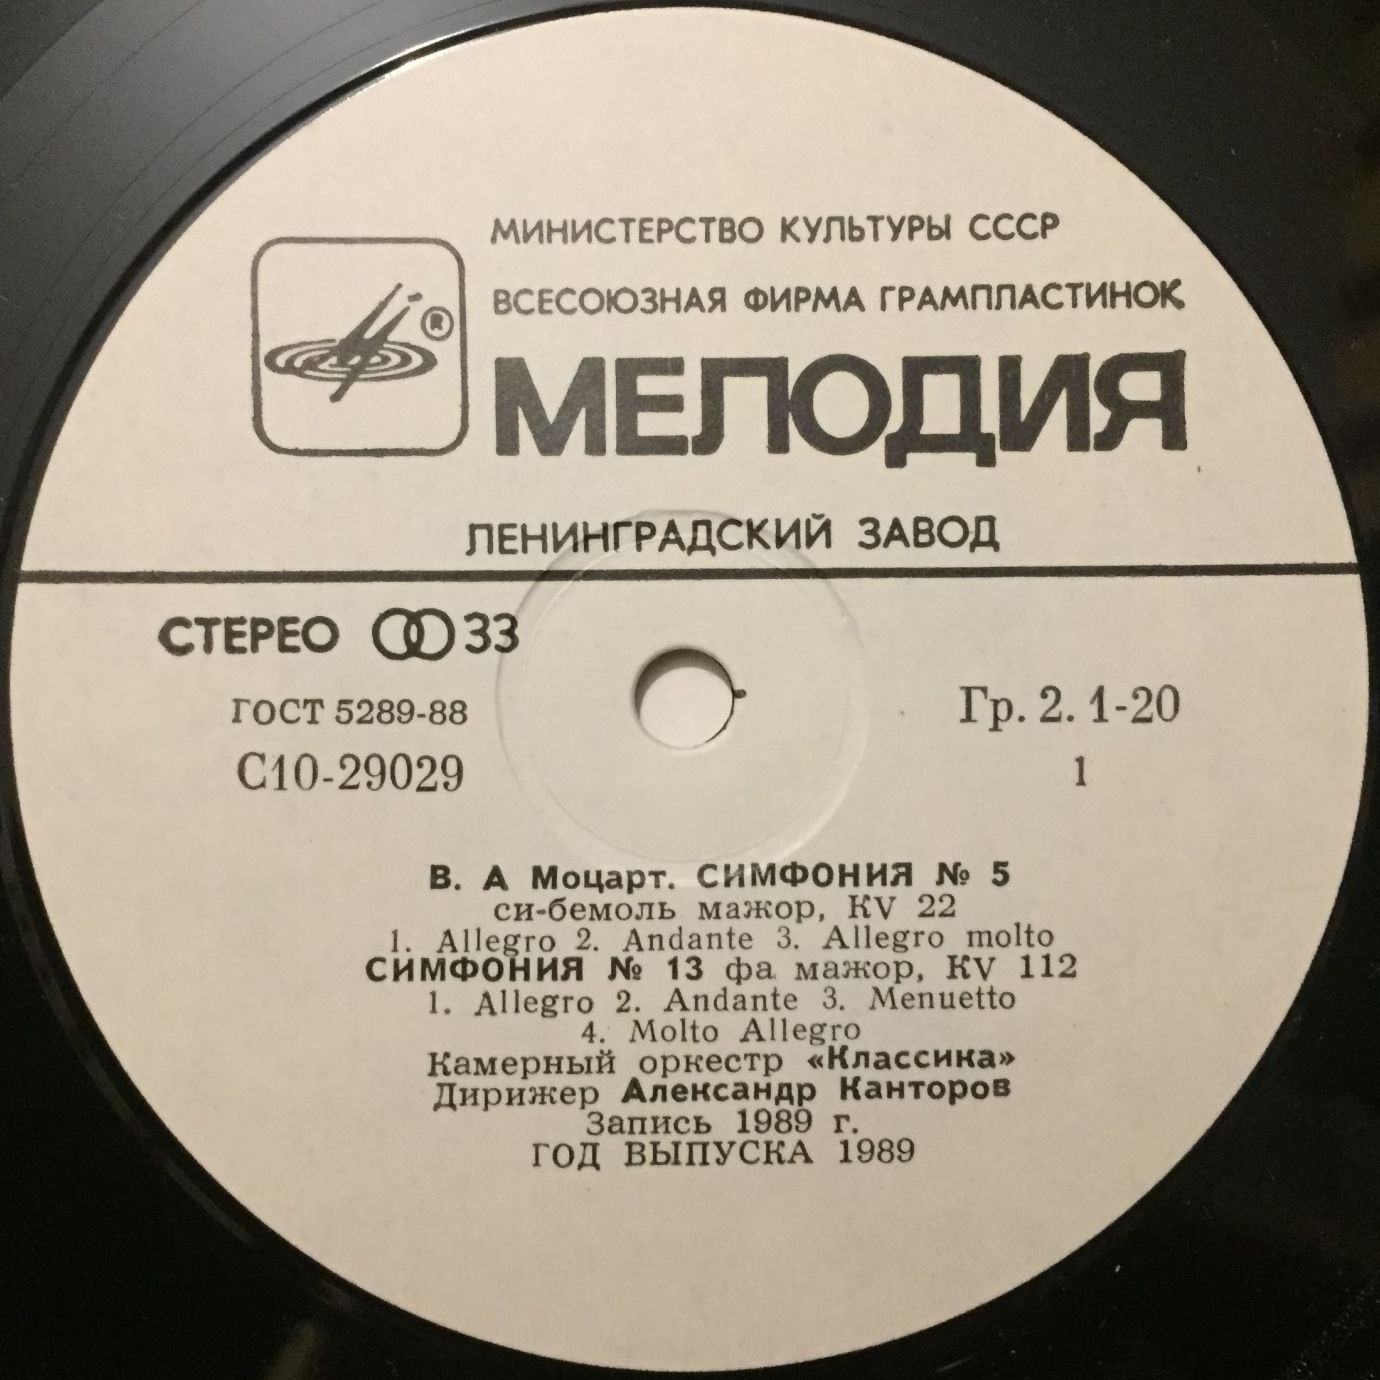 МИНИСТЕРСТВО КУЛЬТУРЫ СССР
ВСЕСОЮЗНАЯ ФИРМА ГРАМПЛАСТИНОК
®
МЕЛОДИЯ
ЛЕНИНГРАДСКИЙ ЗАВОД
СТЕРЕО 33
ГОСТ 5289-88
Гр. 2. 1-20
С10-29029
1
В. А Моцарт. СИМФОНИЯ № 5
си-бемоль мажор, KV 22
1. Allegro 2. Andante 3. Allegro molto
СИМФОНИЯ № 13 фа мажор, KV 112
1. Allegro 2. Andante 3. Menuetto
4. Molto Allegro
Камерный оркестр «Классика»
Дирижер Александр Канторов
Запись 1989 г.
ГОД ВЫПУСКА 1989